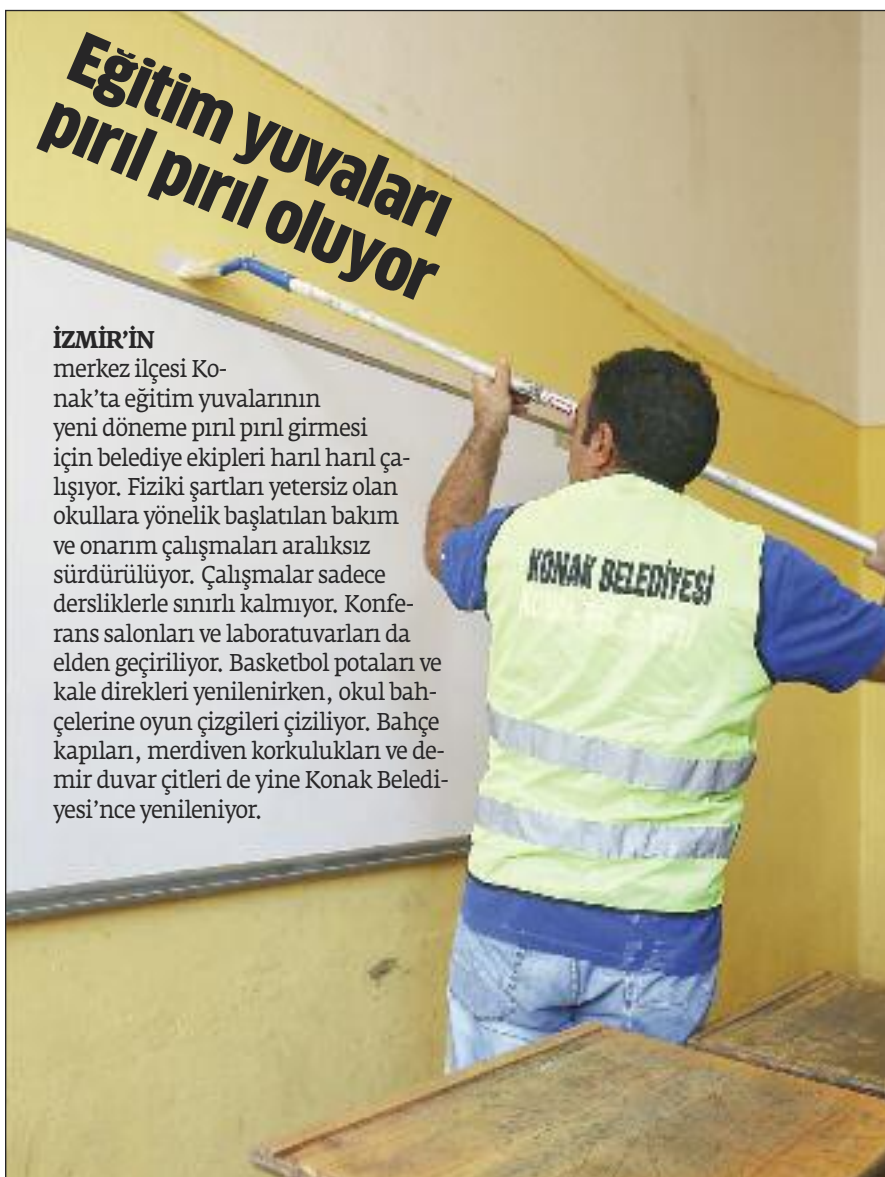 Eğitim yuvaları
pırıl pırıl oluyor
İZMİR'İN
merkez ilçesi Ko-
nak'ta eğitim yuvalarının
yeni döneme pırıl pırıl girmesi
için belediye ekipleri harıl harıl ça-
lışıyor. Fiziki şartları yetersiz olan
okullara yönelik başlatılan bakım
ve onarım çalışmaları aralıksız
sürdürülüyor. Çalışmalar sadece
dersliklerle sınırlı kalmıyor. Konfe-
rans salonları ve laboratuvarları da
elden geçiriliyor. Basketbol potaları ve
kale direkleri yenilenirken, okul bah-
çelerine oyun çizgileri çiziliyor. Bahçe
kapıları, merdiven korkulukları ve de-
mir duvar çitleri de yine Konak Beledi-
yesi'nce yenileniyor.
KONAK BELEDİYESİ